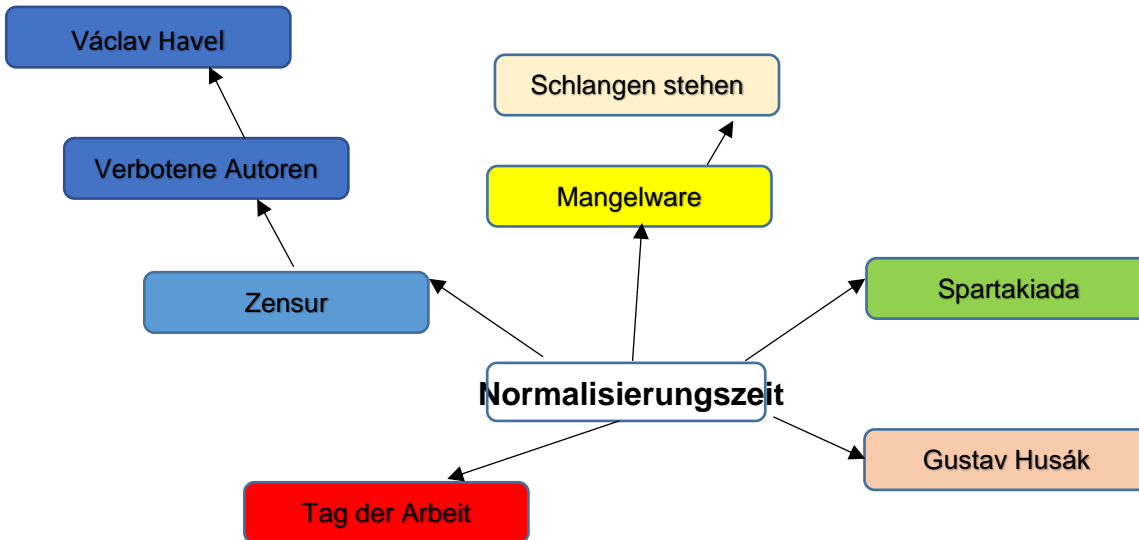 Václav Havel
Schlangen stehen
Verbotene Autoren
Mangelware
Zensur
Spartakiada
Normalisierungszeit
Gustav Husák
Tag der Arbeit